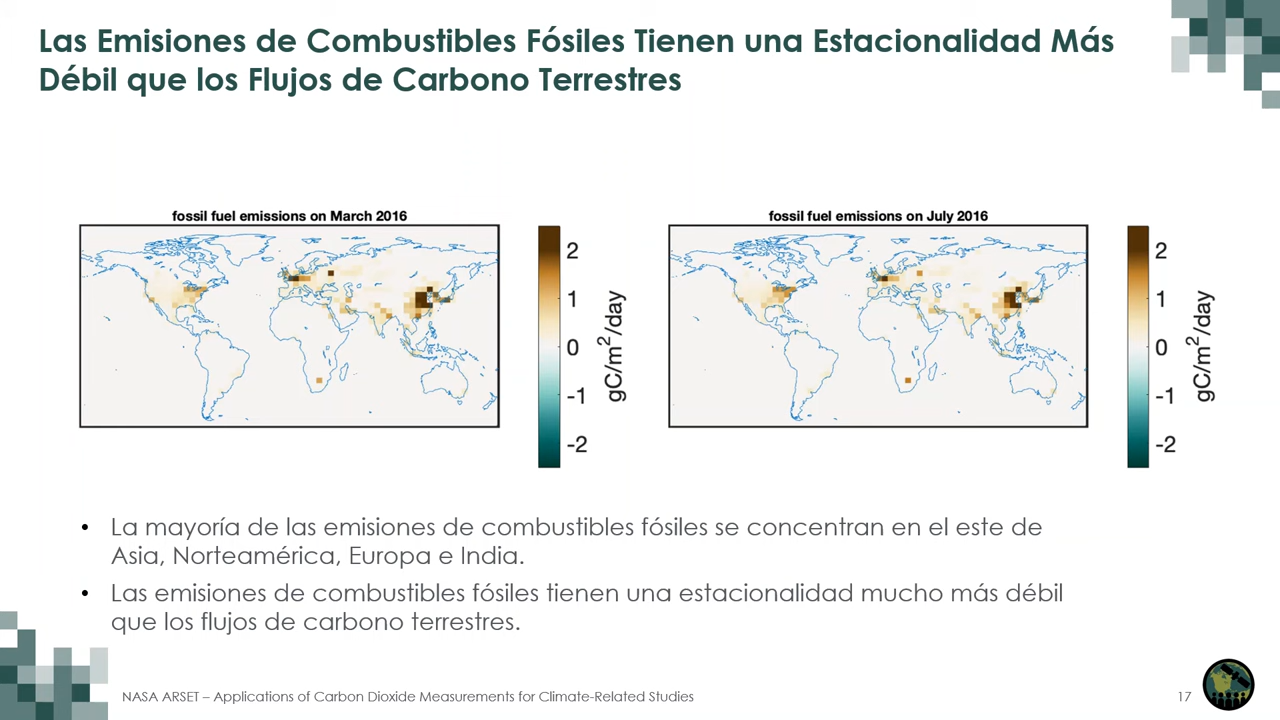 Las Emisiones de Combustibles Fósiles Tienen una Estacionalidad Más
Débil que los Flujos de Carbono Terrestres
fossil fuel emissions on March 2016
2
1
0
-1
-2
gC/m²/day
fossil fuel emissions on July 2016
2
1
0
-1
-2
gC/m²/day
• La mayoría de las emisiones de combustibles fósiles se concentran en el este de
Asia, Norteamérica, Europa e India.
• Las emisiones de combustibles fósiles tienen una estacionalidad mucho más débil
que los flujos de carbono terrestres.
NASA ARSET – Applications of Carbon Dioxide Measurements for Climate-Related Studies
17